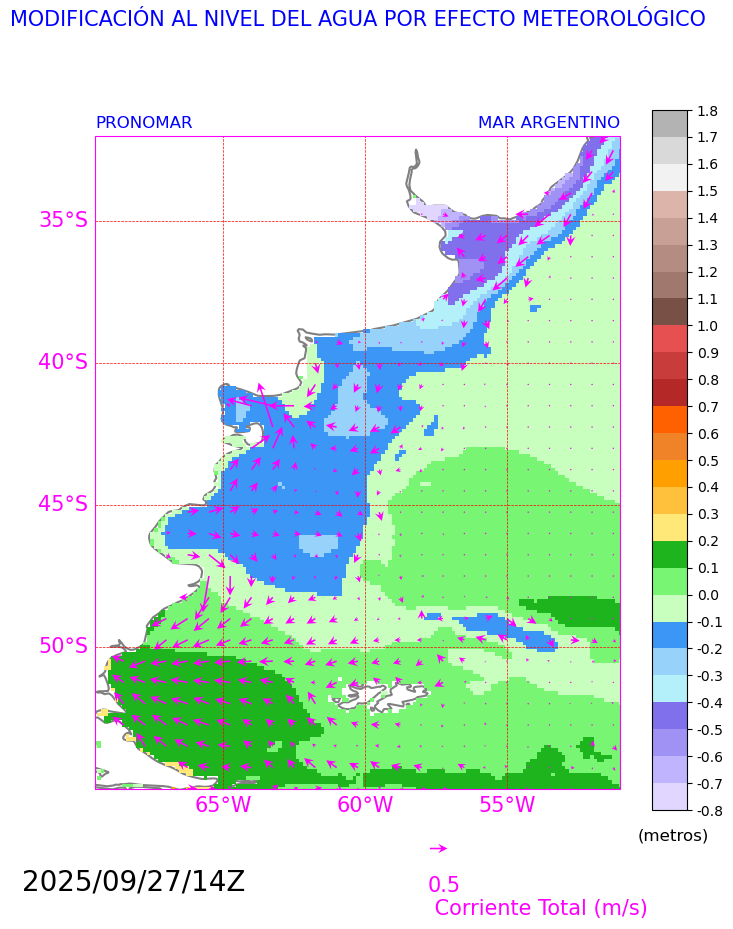 MODIFICACIÓN AL NIVEL DEL AGUA POR EFECTO METEOROLÓGICO
PRONOMAR MAR ARGENTINO
35°S
40°S
45°S
50°S
65°W 60°W 55°W
1.8
1.7
1.6
1.5
1.4
1.3
1.2
1.1
1.0
0.9
0.8
0.7
0.6
0.5
0.4
0.3
0.2
0.1
0.0
-0.1
-0.2
-0.3
-0.4
-0.5
-0.6
-0.7
-0.8
(metros)
2025/09/27/14Z
0.5
Corriente Total (m/s)